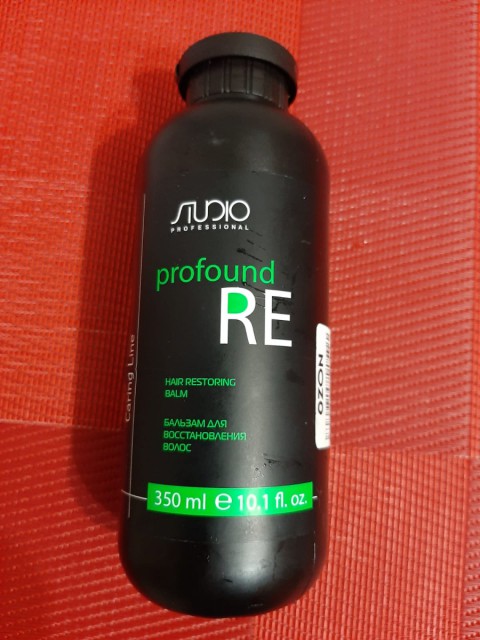 STUDIO
PROFESSIONAL
profound
RE
Caring Line
HAIR RESTORING
BALM
БАЛЬЗАМ ДЛЯ
ВОССТАНОВЛЕНИЯ
ВОЛОС
OZON
350 ml e 10.1 fl. oz.